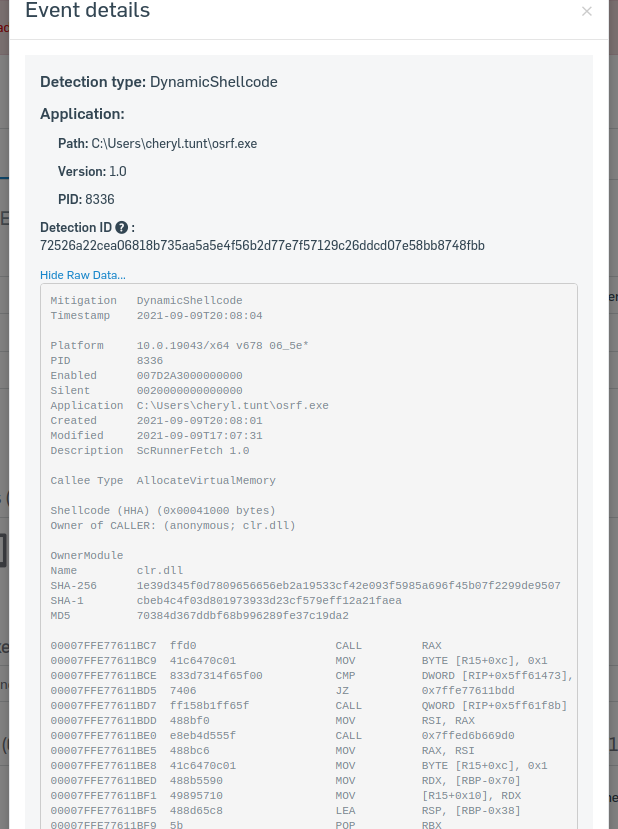 Event details
×
Detection type: DynamicShellcode
Application:
Path: C:\Users\cheryl.tunt\osrf.exe
Version: 1.0
PID: 8336
Detection ID ? :
72526a22cea06818b735aa5a5e4f56b2d77e7f57129c26ddcd07e58bb8748fbb
Hide Raw Data...
Mitigation DynamicShellcode
Timestamp 2021-09-09T20:08:04
Platform 10.0.19043/x64 v678 06_5e*
PID 8336
Enabled 007D2A3000000000
Silent 0020000000000000
Application C:\Users\cheryl.tunt\osrf.exe
Created 2021-09-09T20:08:01
Modified 2021-09-09T17:07:31
Description ScRunnerFetch 1.0
Callee Type AllocateVirtualMemory
Shellcode (HHA) (0x00041000 bytes)
Owner of CALLER: (anonymous; clr.dll)
OwnerModule
Name clr.dll
SHA-256 1e39d345f0d7809656656eb2a19533cf42e093f5985a696f45b07f2299de9507
SHA-1 cbeb4c4f03d801973933d23cf579eff12a21faea
MD5 70384d367ddbf68b996289fe37c19da2
00007FFE77611BC7 ffd0 CALL RAX
00007FFE77611BC9 41c6470c01 MOV BYTE [R15+0xc], 0x1
00007FFE77611BCE 833d7314f65f00 CMP DWORD [RIP+0x5ff61473],
00007FFE77611BD5 7406 JZ 0x7ffe77611bdd
00007FFE77611BD7 ff158b1ff65f CALL QWORD [RIP+0x5ff61f8b]
00007FFE77611BDD 488bf0 MOV RSI, RAX
00007FFE77611BE0 e8eb4d555f CALL 0x7ffed6b669d0
00007FFE77611BE5 488bc6 MOV RAX, RSI
00007FFE77611BE8 41c6470c01 MOV BYTE [R15+0xc], 0x1
00007FFE77611BED 488b5590 MOV RDX, [RBP-0x70]
00007FFE77611BF1 49895710 MOV [R15+0x10], RDX
00007FFE77611BF5 488d65c8 LEA RSP, [RBP-0x38]
00007FFE77611BF9 5b POP RBX